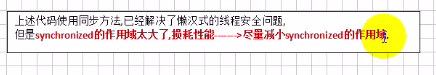 上述代码使用同步方法,已经解决了懒汉式的线程安全问题,
但是synchronized的作用域太大了,损耗性能------>尽量减小synchronized的作用域.